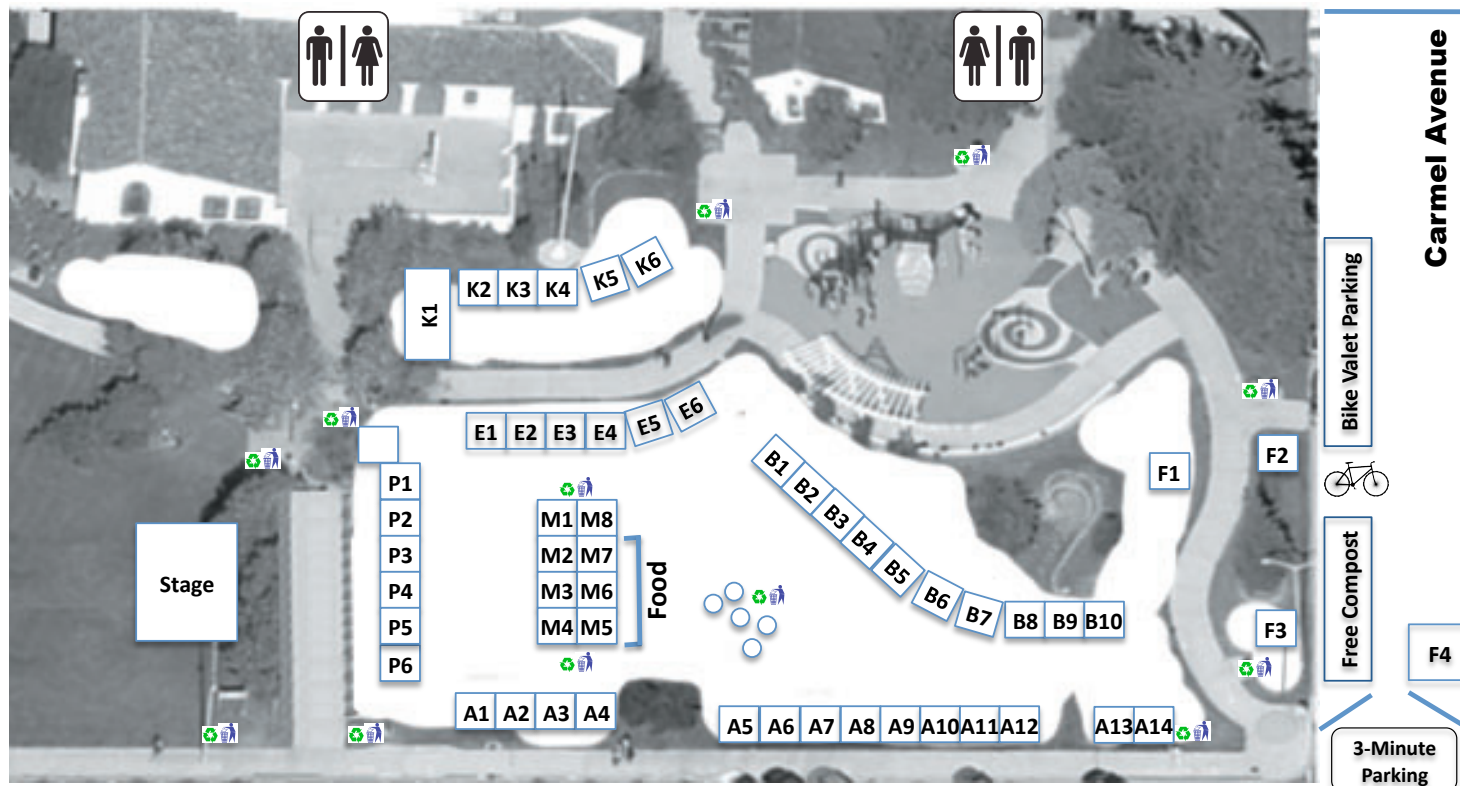 Carmel Avenue
K1
K2
K3
K4
K5
K6
Bike Valet Parking
E1
E2
E3
E4
E5
E6
P1
P2
P3
P4
P5
P6
M1
M8
M2
M7
M3
M6
M4
M5
Food
Stage
B1
B2
B3
B4
B5
B6
B7
B8
B9
B10
F1
F2
Free Compost
F3
F4
A1
A2
A3
A4
A5
A6
A7
A8
A9
A10
A11
A12
A13
A14
3-Minute
Parking